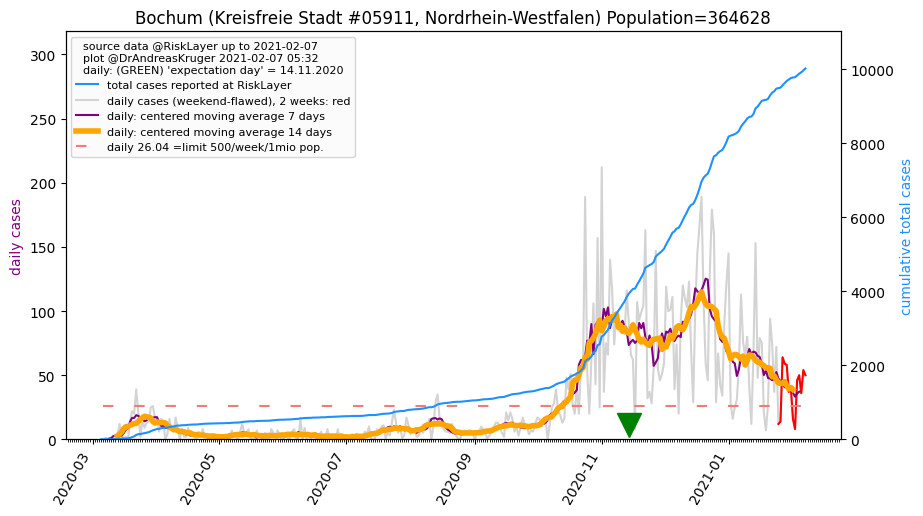 Bochum (Kreisfreie Stadt #05911, Nordrhein-Westfalen) Population=364628
source data @RiskLayer up to 2021-02-07
plot @DrAndreasKruger 2021-02-07 05:32
daily: (GREEN) 'expectation day' = 14.11.2020
total cases reported at RiskLayer
daily cases (weekend-flawed), 2 weeks: red
daily: centered moving average 7 days
daily: centered moving average 14 days
daily 26.04 =limit 500/week/1mio pop.
daily cases
300
250
200
150
100
50
0
cumulative total cases
10000
8000
6000
4000
2000
0
2020-03
2020-05
2020-07
2020-09
2020-11
2021-01